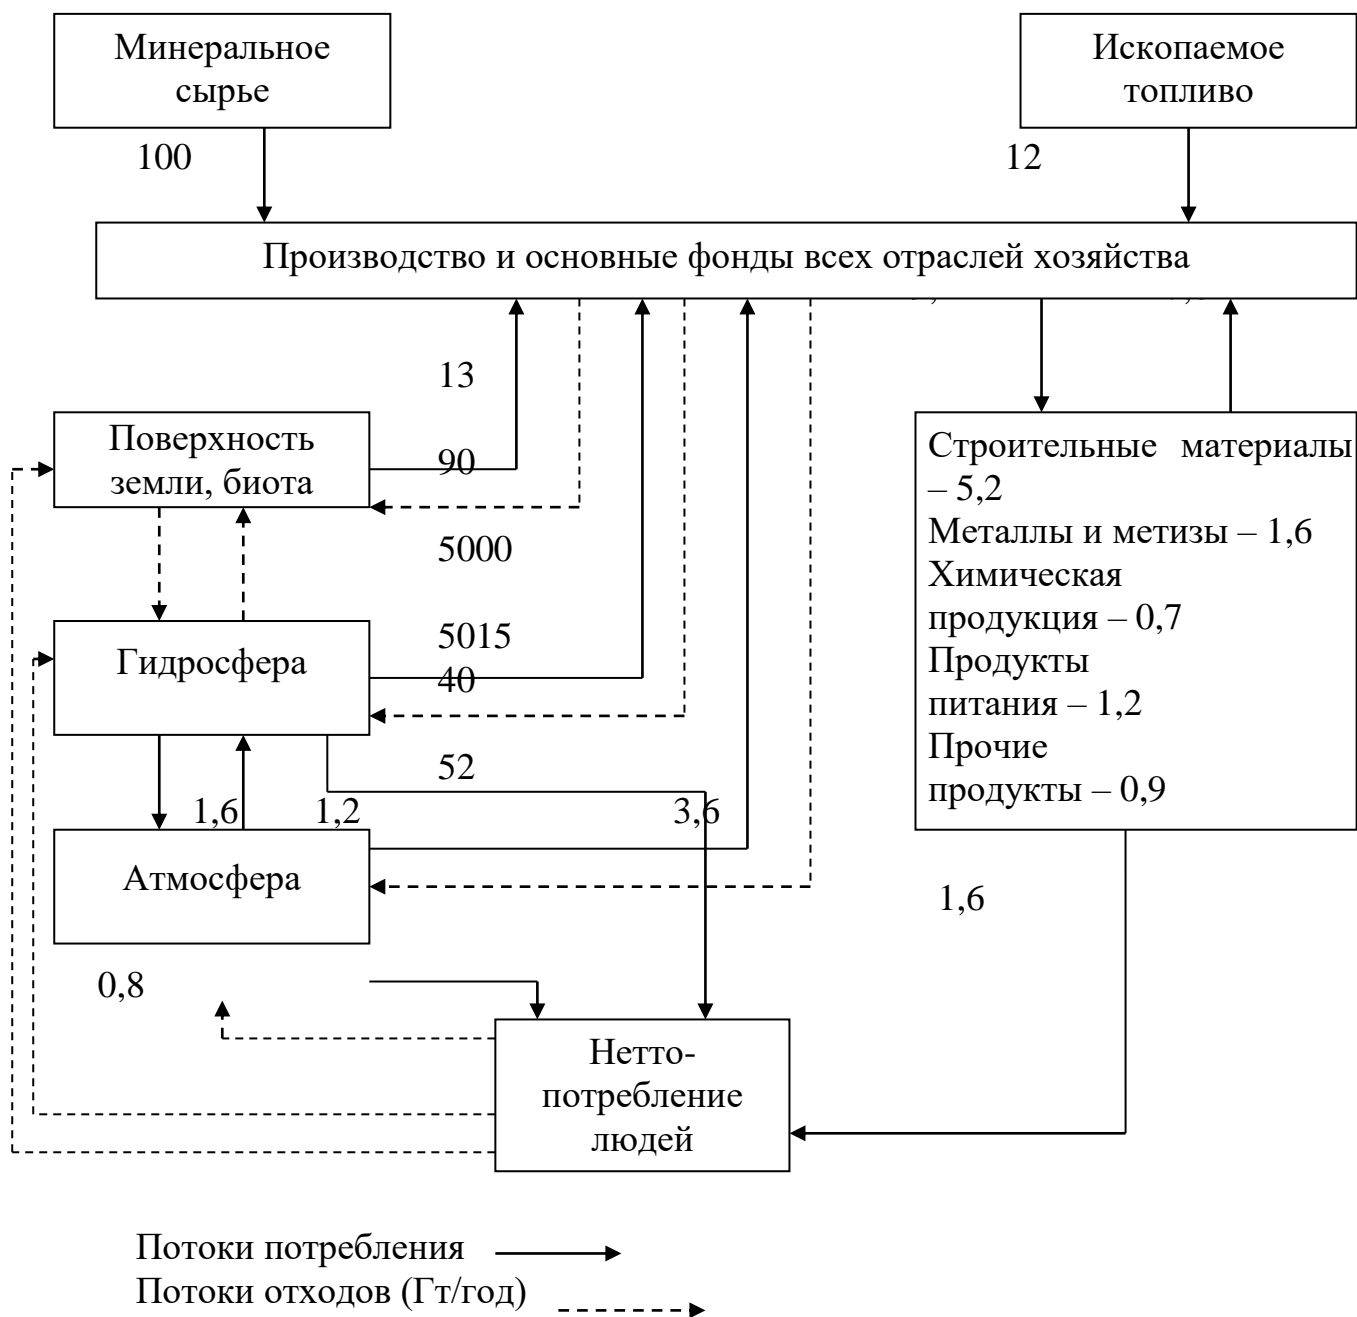 Минеральное
сырье
Ископаемое
топливо
100
12
Производство и основные фонды всех отраслей хозяйства
13
Поверхность
земли, биота
90
5000
Гидросфера
5015
40
52
1,6
1,2
3,6
Атмосфера
0,8
Строительные материалы
– 5,2
Металлы и метизы – 1,6
Химическая
продукция – 0,7
Продукты
питания – 1,2
Прочие
продукты – 0,9
1,6
Нетто-
потребление
людей
Потоки потребления
Потоки отходов (Гт/год)